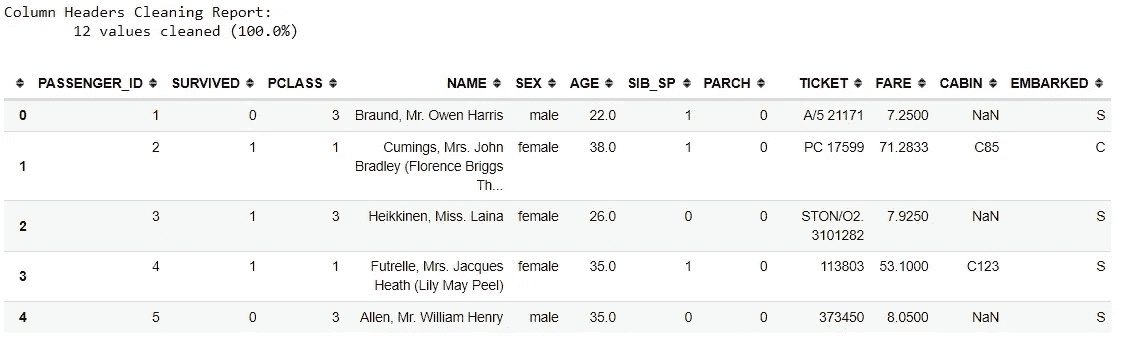 Column Headers Cleaning Report:
12 values cleaned (100.0%)
PASSENGER_ID SURVIVED PCLASS NAME SEX AGE SIB_SP PARCH TICKET FARE CABIN EMBARKED
0 1 0 3 Braund, Mr. Owen Harris male 22.0 1 0 A/5 21171 7.2500 NaN S
1 2 1 1 Cumings, Mrs. John female 38.0 1 0 PC 17599 71.2833 C85 C
Bradley (Florence Briggs
Th...
2 3 1 3 Heikkinen, Miss. Laina female 26.0 0 0 STON/O2. 7.9250 NaN S
3101282
3 4 1 1 Futrelle, Mrs. Jacques female 35.0 1 0 113803 53.1000 C123 S
Heath (Lily May Peel)
4 5 0 3 Allen, Mr. William Henry male 35.0 0 0 373450 8.0500 NaN S